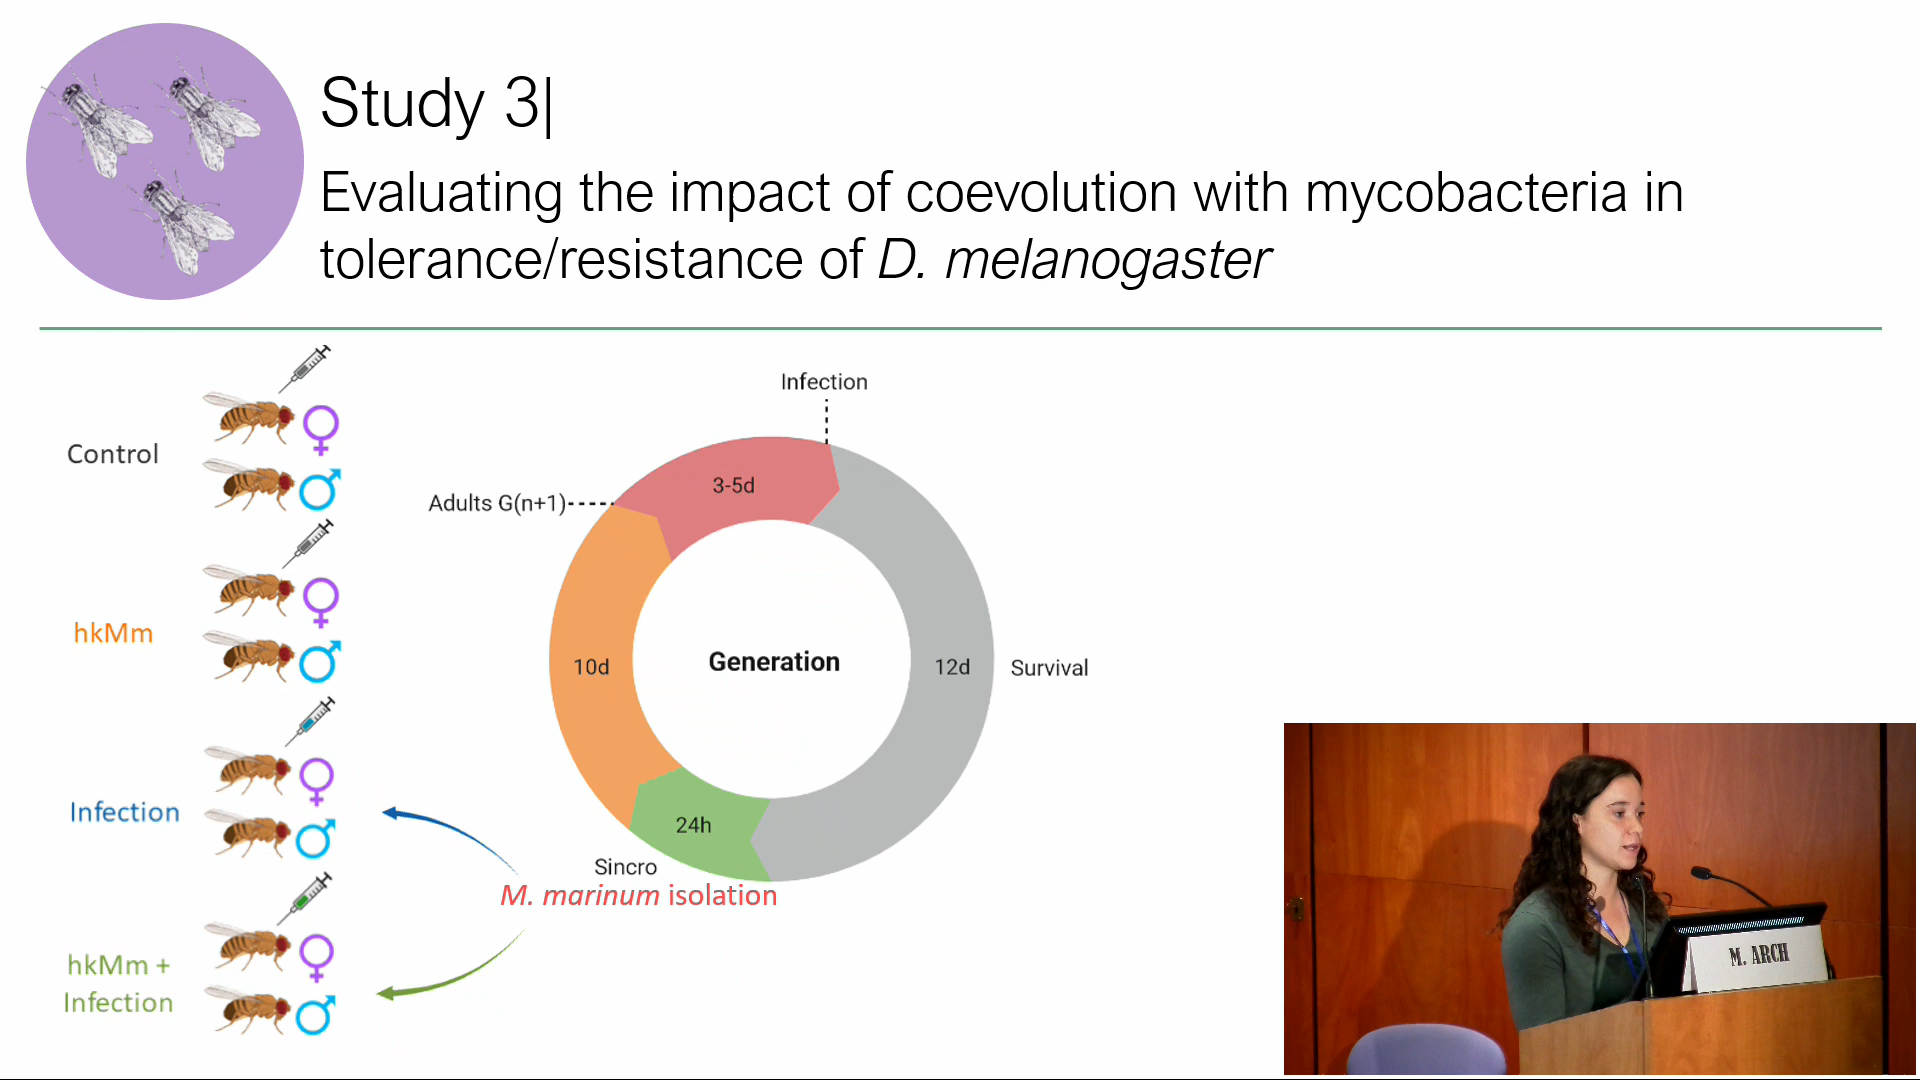 Study 3|
Evaluating the impact of coevolution with mycobacteria in
tolerance/resistance of D. melanogaster
Control
hkMm
Infection
hkMm +
Infection
Infection
3-5d
Adults G(n+1)
10d
Generation
12d
Survival
24h
Sincro
M. marinum isolation
M. ARCH